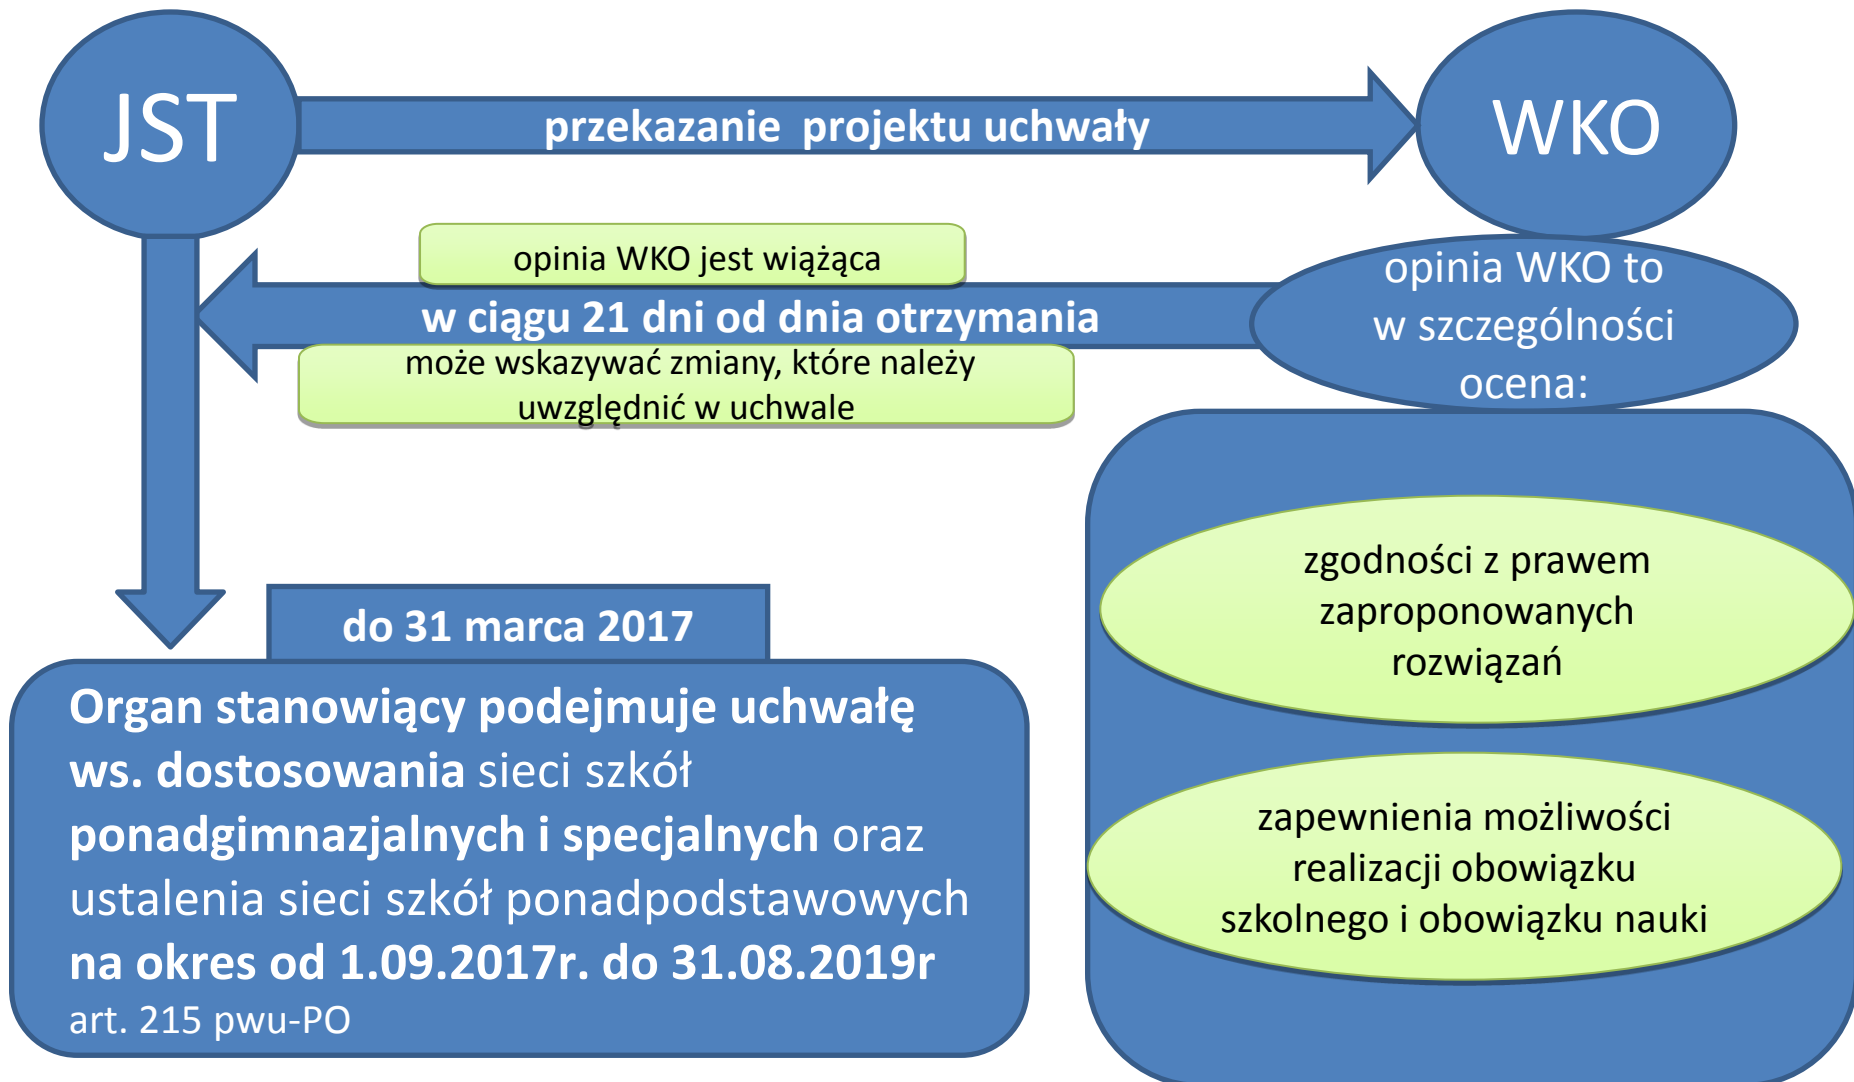 JST
przekazanie projektu uchwały
WKO
opinia WKO jest wiążąca
w ciągu 21 dni od dnia otrzymania
może wskazywać zmiany, które należy
uwzględnić w uchwale
opinia WKO to
w szczególności
ocena:
zgodności z prawem
zaproponowanych
rozwiązań
zapewnienia możliwości
realizacji obowiązku
szkolnego i obowiązku nauki
do 31 marca 2017
Organ stanowiący podejmuje uchwałę
ws. dostosowania sieci szkół
ponadgimnazjalnych i specjalnych oraz
ustalenia sieci szkół ponadpodstawowych
na okres od 1.09.2017r. do 31.08.2019r
art. 215 pwu-PO